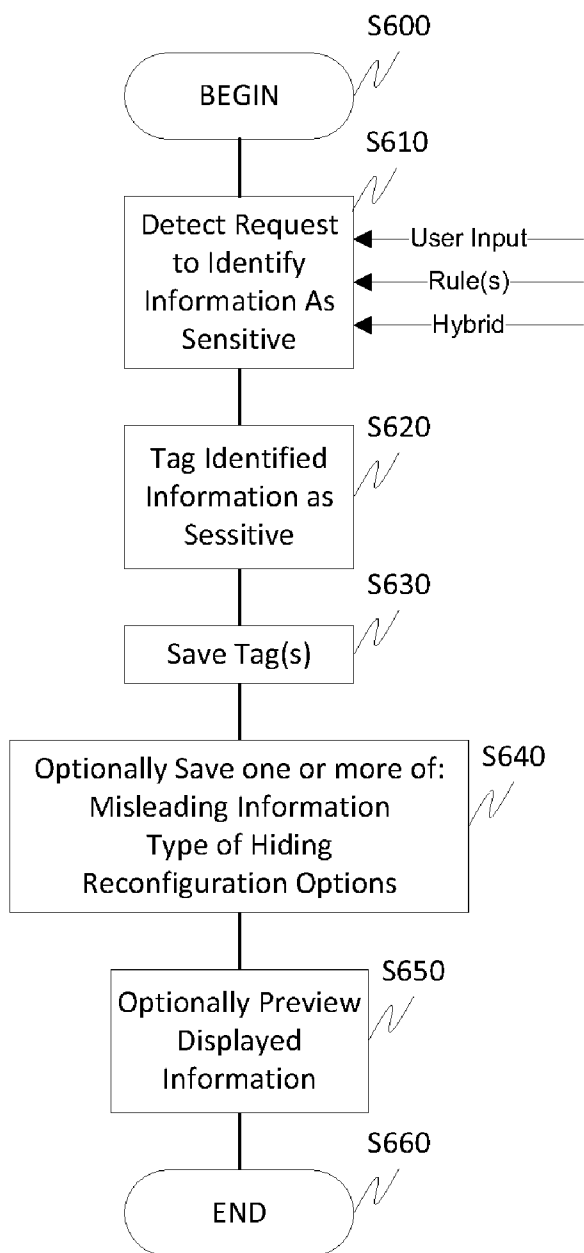 S600
BEGIN
S610
Detect Request
to Identify
Information As
Sensitive
User Input
Rule(s)
Hybrid
S620
Tag Identified
Information as
Sessitive
S630
Save Tag(s)
S640
Optionally Save one or more of:
Misleading Information
Type of Hiding
Reconfiguration Options
S650
Optionally Preview
Displayed
Information
S660
END